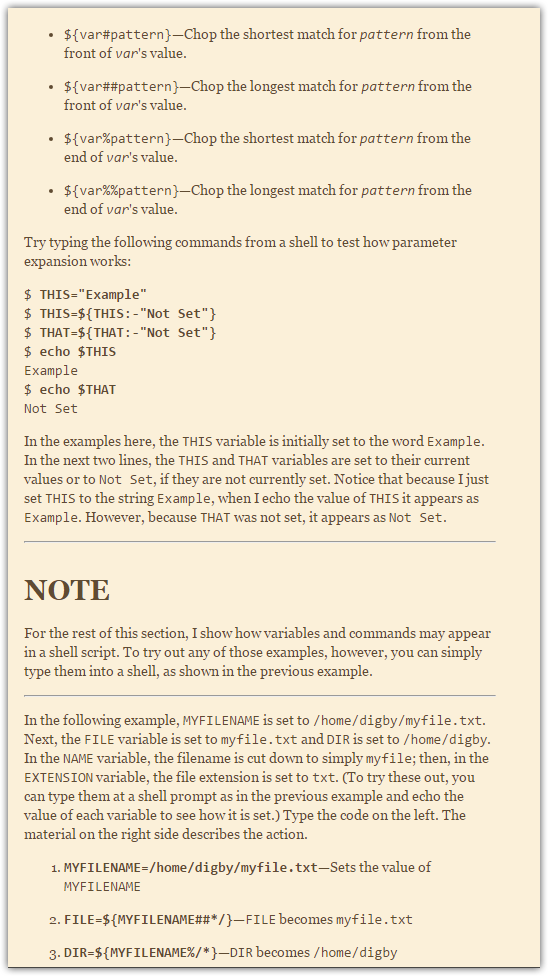 • ${var#pattern}—Chop the shortest match for pattern from the
front of var's value.
• ${var##pattern}—Chop the longest match for pattern from the
front of var's value.
• ${var%pattern}—Chop the shortest match for pattern from the
end of var's value.
• ${var%%pattern}—Chop the longest match for pattern from the
end of var's value.
Try typing the following commands from a shell to test how parameter
expansion works:
$ THIS="Example"
$ THIS=${THIS:-"Not Set"}
$ THAT=${THAT:-"Not Set"}
$ echo $THIS
Example
$ echo $THAT
Not Set
In the examples here, the THIS variable is initially set to the word Example.
In the next two lines, the THIS and THAT variables are set to their current
values or to Not Set, if they are not currently set. Notice that because I just
set THIS to the string Example, when I echo the value of THIS it appears as
Example. However, because THAT was not set, it appears as Not Set.
NOTE
For the rest of this section, I show how variables and commands may appear
in a shell script. To try out any of those examples, however, you can simply
type them into a shell, as shown in the previous example.
In the following example, MYFILENAME is set to /home/digby/myfile.txt.
Next, the FILE variable is set to myfile.txt and DIR is set to /home/digby.
In the NAME variable, the filename is cut down to simply myfile; then, in the
EXTENSION variable, the file extension is set to txt. (To try these out, you
can type them at a shell prompt as in the previous example and echo the
value of each variable to see how it is set.) Type the code on the left. The
material on the right side describes the action.
1. MYFILENAME=/home/digby/myfile.txt—Sets the value of
MYFILENAME
2. FILE=${MYFILENAME##*/}—FILE becomes myfile.txt
3. DIR=${MYFILENAME%/*}—DIR becomes /home/digby